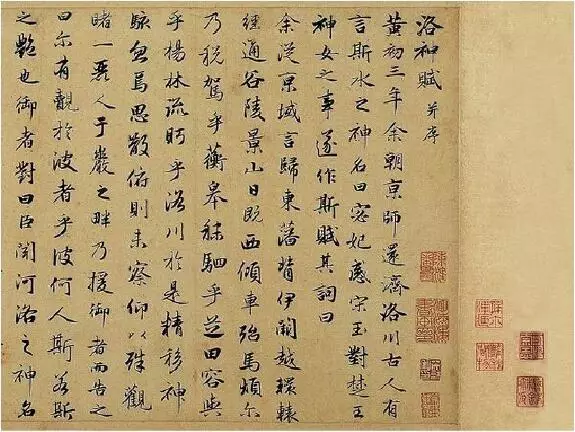 洛神賦 并序
黄初三年余朝京師還濟洛川古人有
言斯水之神名曰宓妃感宋玉對楚王
神女之事遂作斯賦其詞曰
余從京域言歸東藩背伊闕越轘轅
經通谷陵景山日既西傾車殆馬煩尓
乃税駕乎蘅皋秣駟乎芝田容與
乎楊林流眄乎洛川於是精移神
駭忽焉思散俯則未察仰以殊觀
睹一麗人于巖之畔乃援御者而告之
曰尓有覿於彼者乎彼何人斯若斯
之艷也御者對曰臣聞河洛之神名